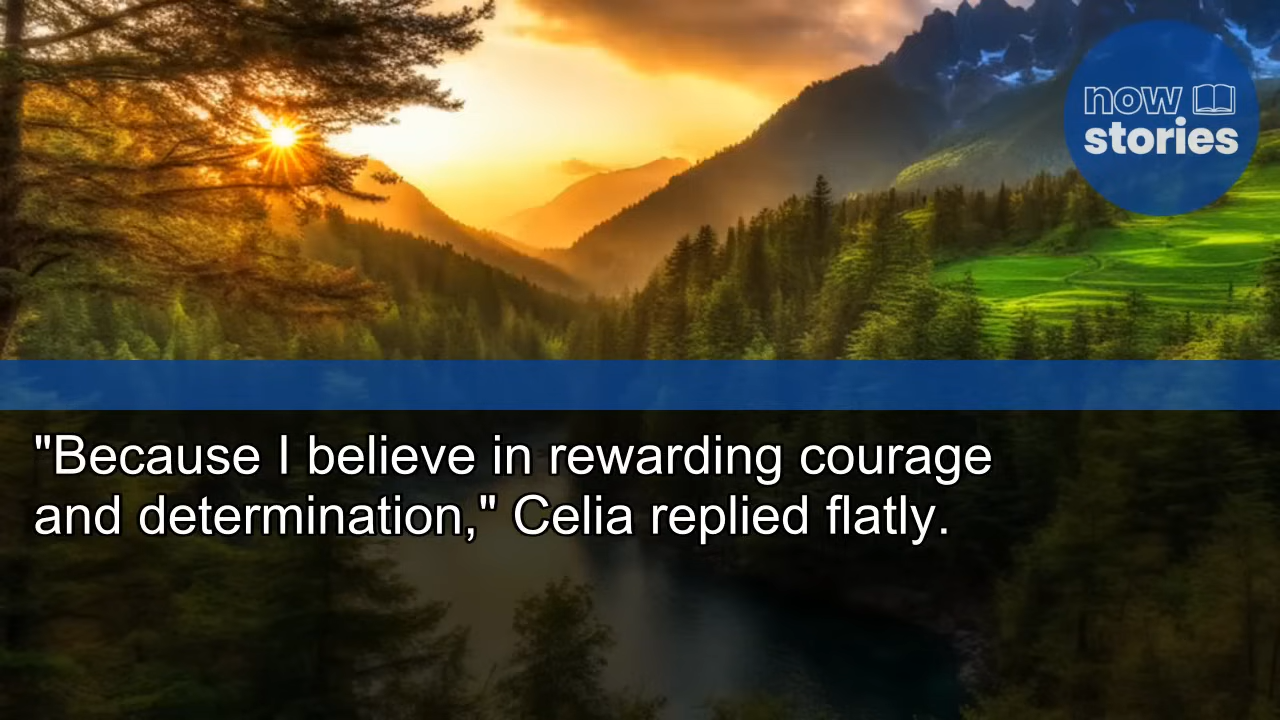 now
stories
"Because I believe in rewarding courage
and determination," Celia replied flatly.